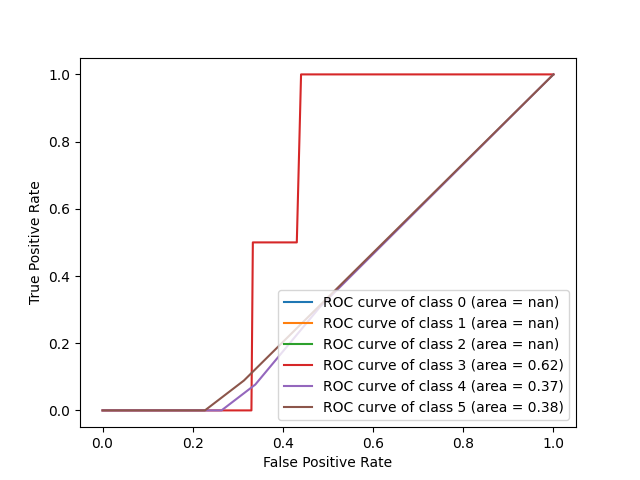 1.0
0.8
0.6
0.4
0.2
0.0
True Positive Rate
ROC curve of class 0 (area = nan)
ROC curve of class 1 (area = nan)
ROC curve of class 2 (area = nan)
ROC curve of class 3 (area = 0.62)
ROC curve of class 4 (area = 0.37)
ROC curve of class 5 (area = 0.38)
0.0 0.2 0.4 0.6 0.8 1.0
False Positive Rate